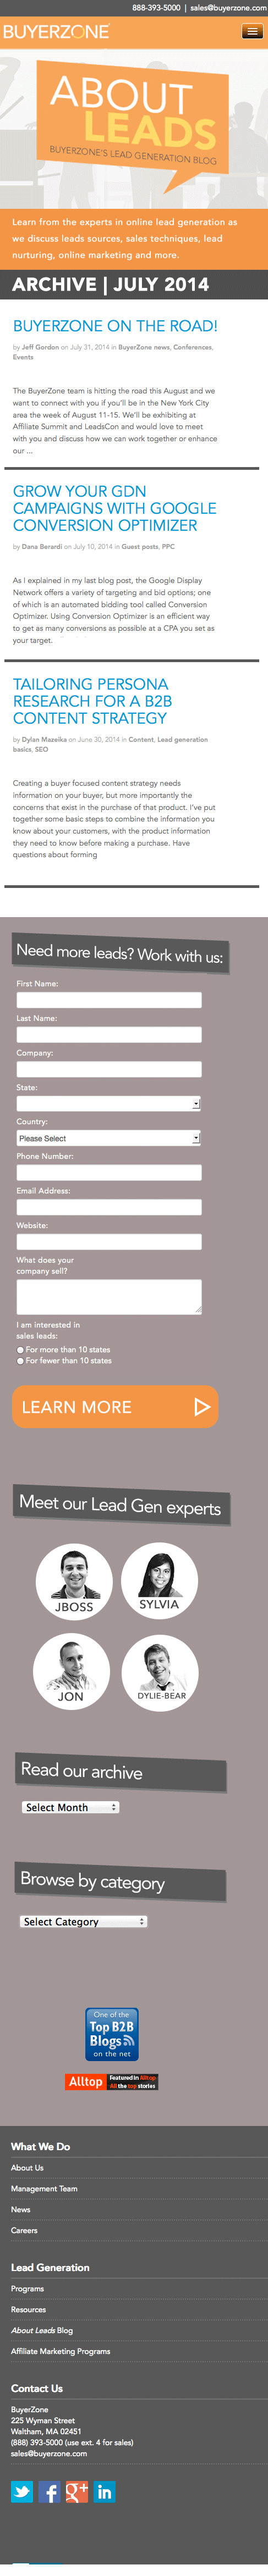 888-393-5000 | sales@buyerzone.com
BUYERZONE
ABOUT
LEADS
BUYERZONE'S LEAD GENERATION BLOG
Learn from the experts in online lead generation as
we discuss leads sources, sales techniques, lead
nurturing, online marketing and more.
ARCHIVE | JULY 2014
BUYERZONE ON THE ROAD!
by Jeff Gordon on July 31, 2014 in BuyerZone news, Conferences,
Events
The BuyerZone team is hitting the road this August and we
want to connect with you if you'll be in the New York City
area the week of August 11-15. We'll be exhibiting at
Affiliate Summit and LeadsCon and would love to meet
with you and discuss how we can work together or enhance
our ...
GROW YOUR GDN
CAMPAIGNS WITH GOOGLE
CONVERSION OPTIMIZER
by Dana Berardi on July 10, 2014 in Guest posts, PPC
As I explained in my last blog post, the Google Display
Network offers a variety of targeting and bid options; one
of which is an automated bidding tool called Conversion
Optimizer. Using Conversion Optimizer is an efficient way
to get as many conversions as possible at a CPA you set as
your target.
TAILORING PERSONA
RESEARCH FOR A B2B
CONTENT STRATEGY
by Dylan Mazeika on June 30, 2014 in Content, Lead generation
basics, SEO
Creating a buyer focused content strategy needs
information on your buyer, but more importantly the
concerns that exist in the purchase of that product. I've put
together some basic steps to combine the information you
know about your customers, with the product information
they need to know before making a purchase. Have
questions about forming
Need more leads? Work with us:
First Name:
Last Name:
Company:
State:
Country:
Please Select
Phone Number:
Email Address:
Website:
What does your
company sell?
I am interested in
sales leads:
For more than 10 states
For fewer than 10 states
LEARN MORE
Meet our Lead Gen experts
JBOSS
SYLVIA
JON
DYLIE-BEAR
Read our archive
Select Month
Browse by category
Select Category
One of the
Top B2B
Blogs
on the net
Alltop
Featured in Alltop
All the top stories
What We Do
About Us
Management Team
News
Careers
Lead Generation
Programs
Resources
About Leads Blog
Affiliate Marketing Programs
Contact Us
BuyerZone
225 Wyman Street
Waltham, MA 02451
(888) 393-5000 (use ext. 4 for sales)
sales@buyerzone.com